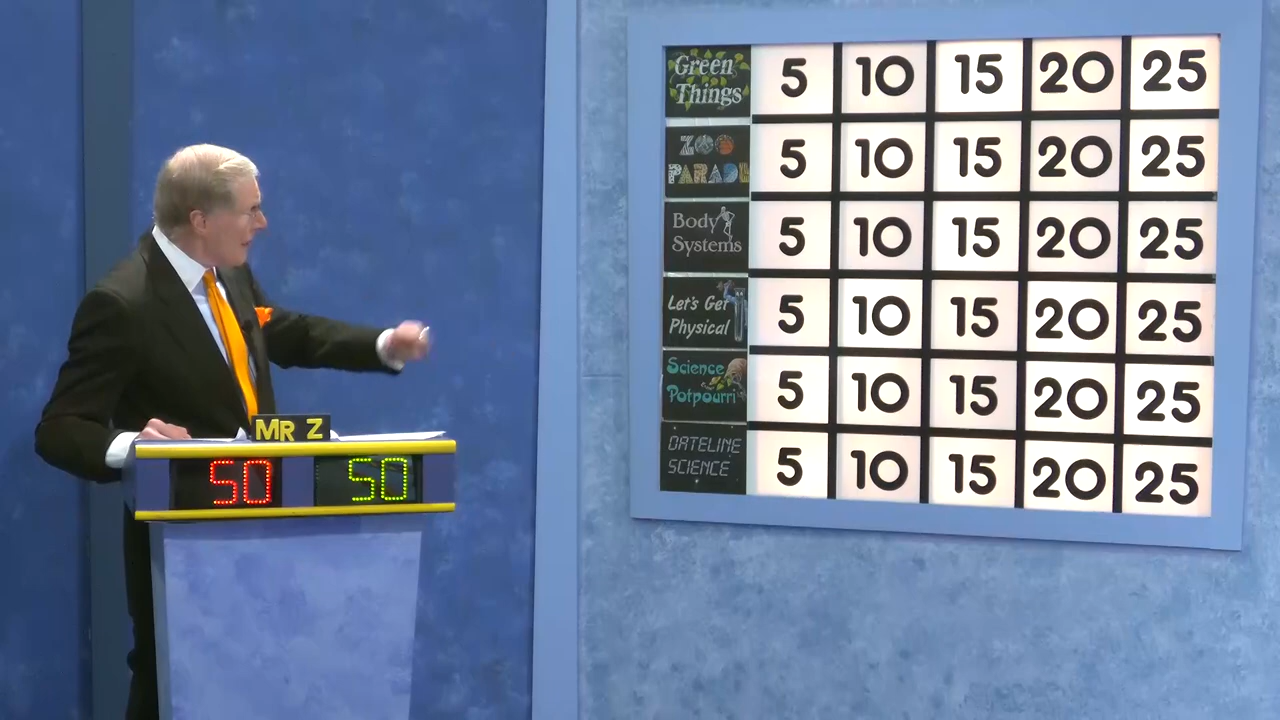 Green Things 5 10 15 20 25
ZOO PARADE 5 10 15 20 25
Body Systems 5 10 15 20 25
Let's Get Physical 5 10 15 20 25
Science Potpourri 5 10 15 20 25
DATELINE SCIENCE 5 10 15 20 25
MR Z
50 50